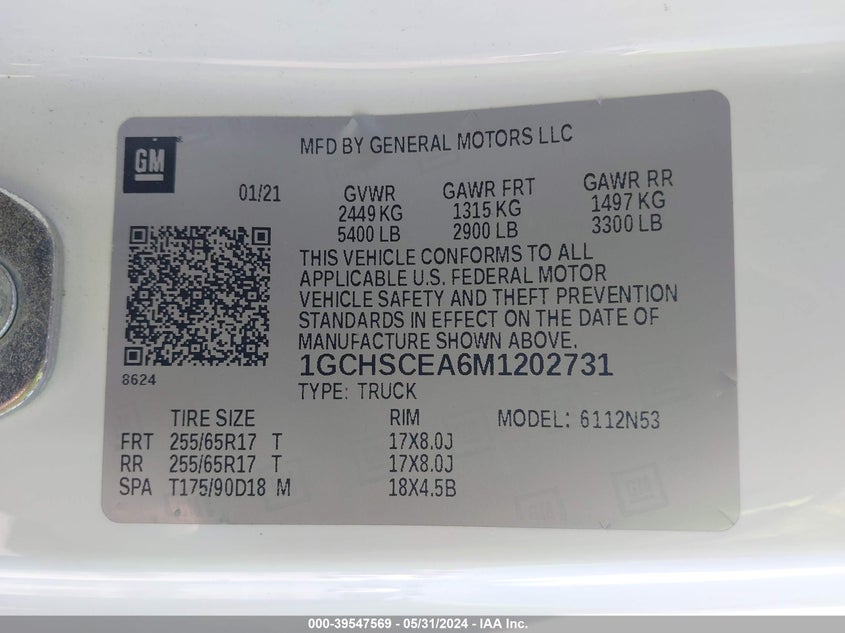 GM
MFD BY GENERAL MOTORS LLC
01/21 GVWR GAWR FRT GAWR RR
2449 KG 1315 KG 1497 KG
5400 LB 2900 LB 3300 LB
THIS VEHICLE CONFORMS TO ALL
APPLICABLE U.S. FEDERAL MOTOR
VEHICLE SAFETY AND THEFT PREVENTION
STANDARDS IN EFFECT ON THE DATE OF
MANUFACTURE SHOWN ABOVE.
1GCHSCEA6M1202731
8624
TYPE: TRUCK
TIRE SIZE RIM MODEL: 6112N53
FRT 255/65R17 T 17X8.0J
RR 255/65R17 T 17X8.0J
SPA T175/90D18 M 18X4.5B
000-39547569 - 05/31/2024 - IAA Inc.